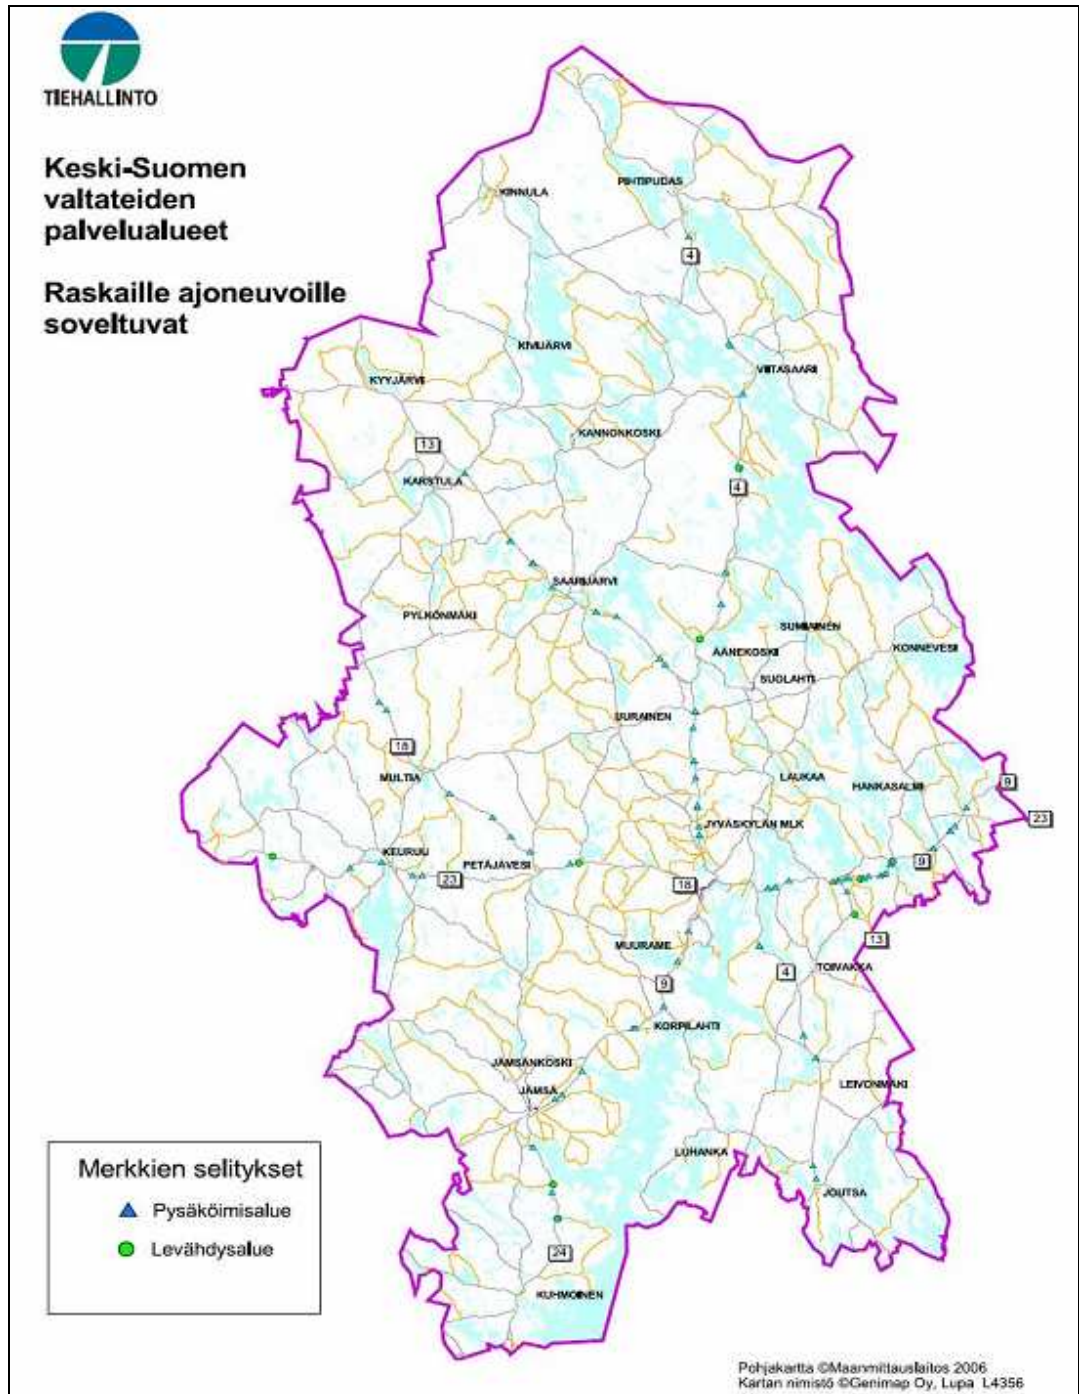 TIEHALLINTO
Keski-Suomen
valtateiden
palvelualueet
Raskaille ajoneuvoille
soveltuvat
KINNULA
PIHTIPUDAS
4
KIVIJÄRVI
VIITASAARI
KYYJÄRVI
KANNONKOSKI
13
KARSTULA
4
SAARIJÄRVI
PYLKÖNMÄKI
SUMIAINEN
KONNEVESI
ÄÄNEKOSKI
SUOLAHTI
UURAINEN
18
MULTIA
LAUKAA
HANKASALMI
9
23
JYVÄSKYLÄN MLK
KEURUU
PETÄJÄVESI
9
23
18
MUURAME
13
4
TOIVAKKA
9
KORPILAHTI
JÄMSÄNKOSKI
JÄMSÄ
LEIVONMÄKI
LUHANKA
JOUTSA
24
KUHMOINEN
Merkkien selitykset
Pysäköimisalue
Levähdysalue
Pohjakartta ©Maanmittauslaitos 2006
Kartan nimistö ©Genimap Oy, Lupa L4356